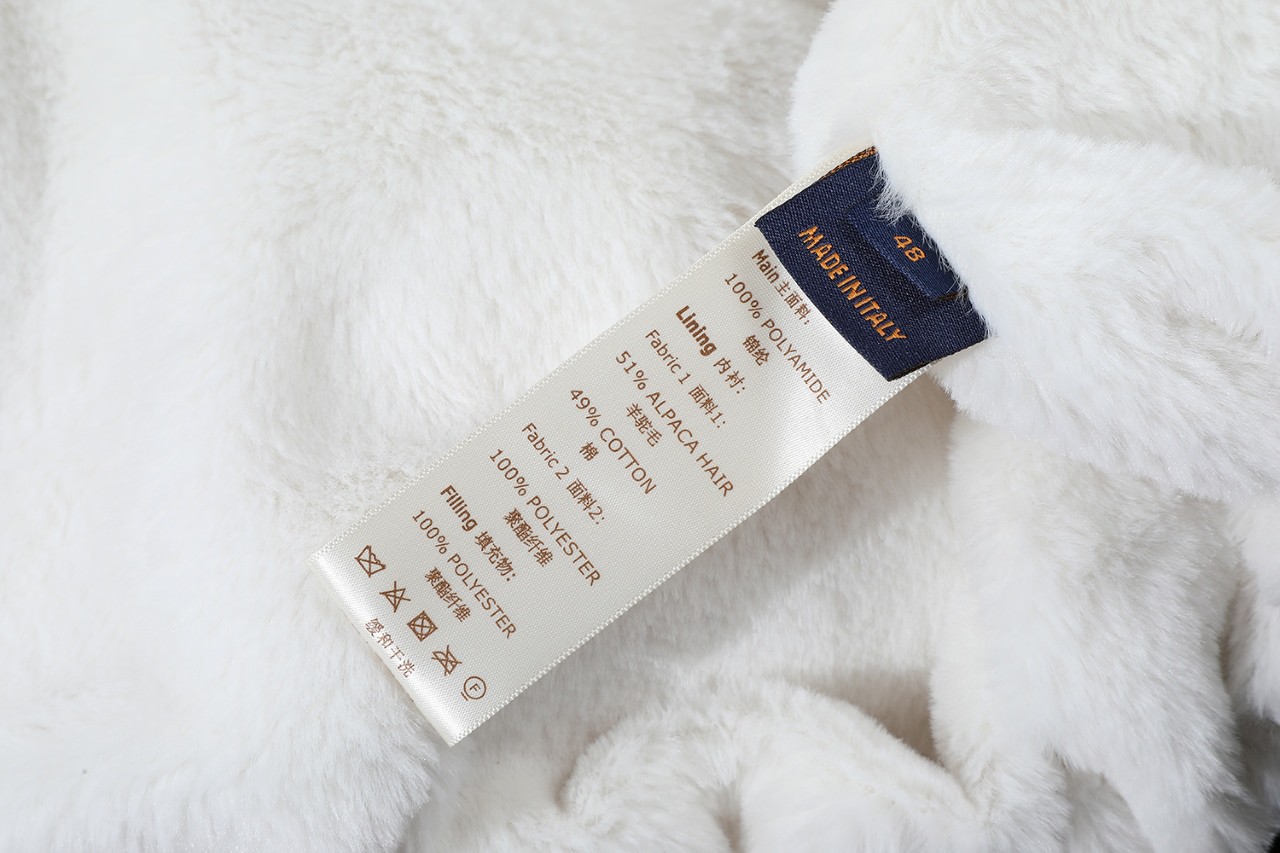 48
MADE IN ITALY
Main 主面料:
100% POLYAMIDE
锦纶
Lining 内衬:
Fabric 1 面料1:
51% ALPACA HAIR
羊驼毛
49% COTTON
棉
Fabric 2 面料2:
100% POLYESTER
聚酯纤维
Filling 填充物:
100% POLYESTER
聚酯纤维
F
缓和干洗